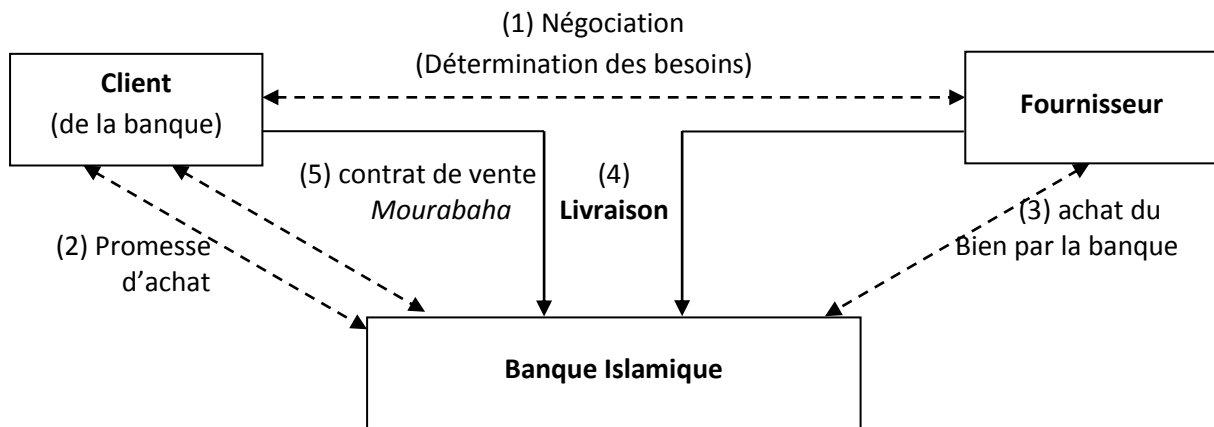 (1) Négociation
(Détermination des besoins)
Client
(de la banque)
Fournisseur
(5) contrat de vente
Mourabaha
(4)
Livraison
(3) achat du
Bien par la banque
(2) Promesse
d’achat
Banque Islamique